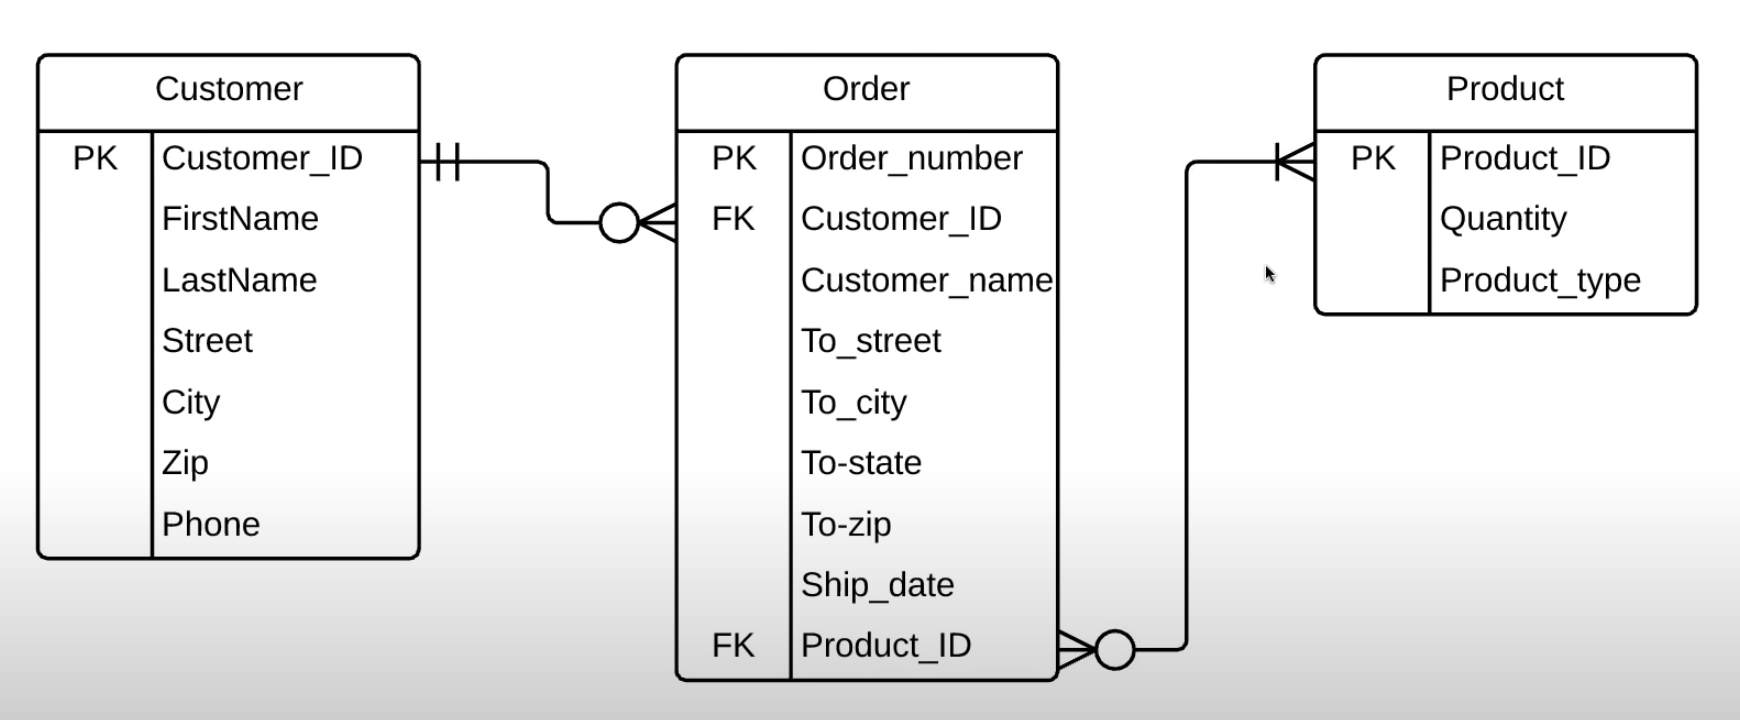 Customer
PK Customer_ID
FirstName
LastName
Street
City
Zip
Phone
Order
PK Order_number
FK Customer_ID
Customer_name
To_street
To_city
To-state
To-zip
Ship_date
FK Product_ID
Product
PK Product_ID
Quantity
Product_type